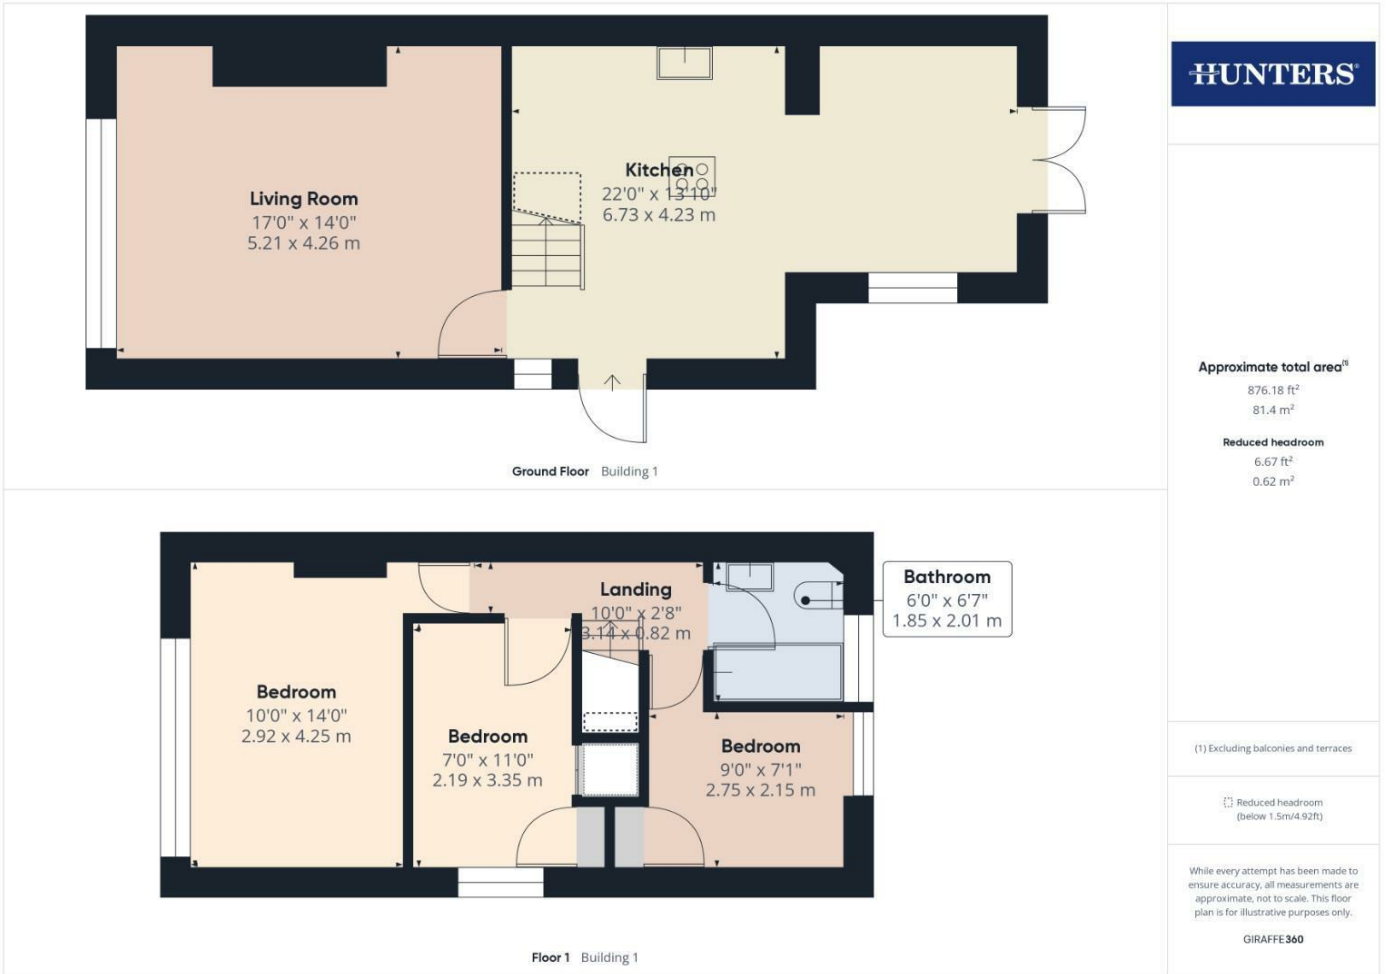 Living Room
17'0" x 14'0"
5.21 x 4.26 m
Kitchen
22'0" x 13'10"
6.73 x 4.23 m
Ground Floor Building 1
Landing
10'0" x 2'8"
3.14 x 0.82 m
Bathroom
6'0" x 6'7"
1.85 x 2.01 m
Bedroom
10'0" x 14'0"
2.92 x 4.25 m
Bedroom
7'0" x 11'0"
2.19 x 3.35 m
Bedroom
9'0" x 7'1"
2.75 x 2.15 m
Floor 1 Building 1
HUNTERS®
Approximate total area⁽¹⁾
876.18 ft²
81.4 m²
Reduced headroom
6.67 ft²
0.62 m²
(1) Excluding balconies and terraces
Reduced headroom
(below 1.5m/4.92ft)
While every attempt has been made to
ensure accuracy, all measurements are
approximate, not to scale. This floor
plan is for illustrative purposes only.
GIRAFFE360